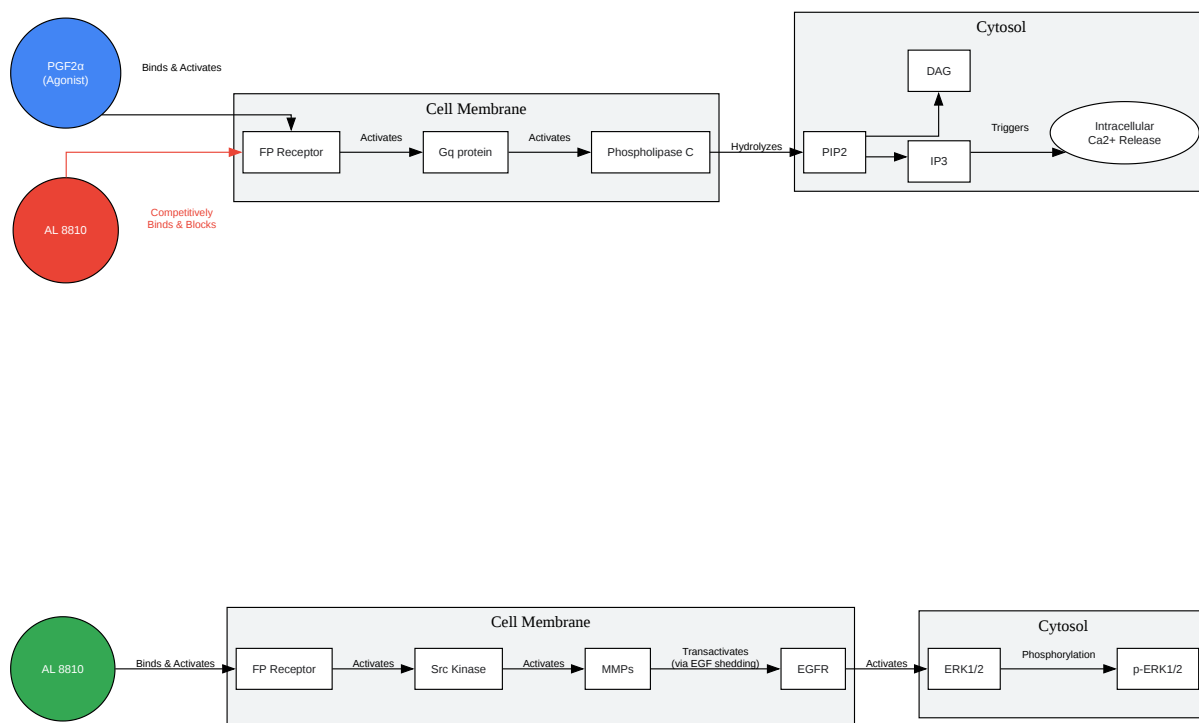 Cytosol
PGF2α
(Agonist)
Binds & Activates
DAG
Cell Membrane
Triggers
Intracellular
Ca2+ Release
FP Receptor
Activates
Gq protein
Activates
Phospholipase C
Hydrolyzes
PIP2
IP3
AL 8810
Competitively
Binds & Blocks
Cell Membrane
Cytosol
AL 8810
Binds & Activates
FP Receptor
Activates
Src Kinase
Activates
MMPs
Transactivates
(via EGF shedding)
EGFR
Activates
ERK1/2
Phosphorylation
p-ERK1/2